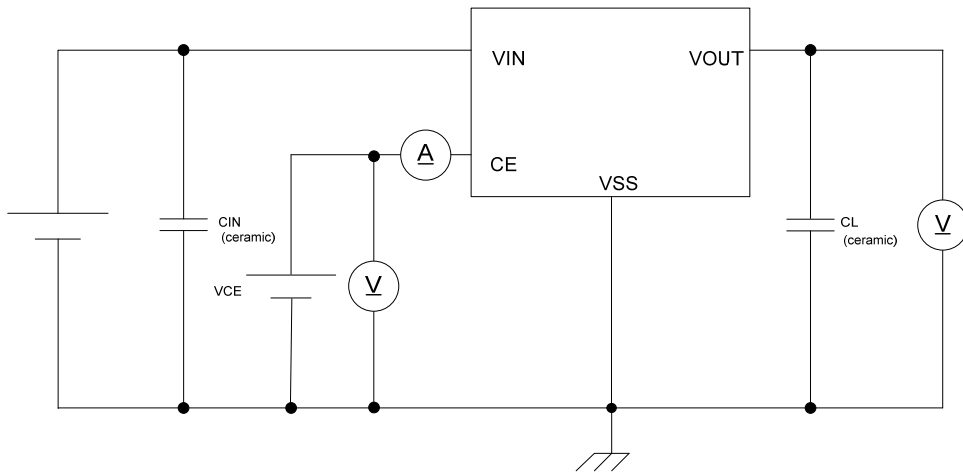 VIN
VOUT
A
CE
VSS
CIN
(ceramic)
CL
(ceramic)
V
VCE
V